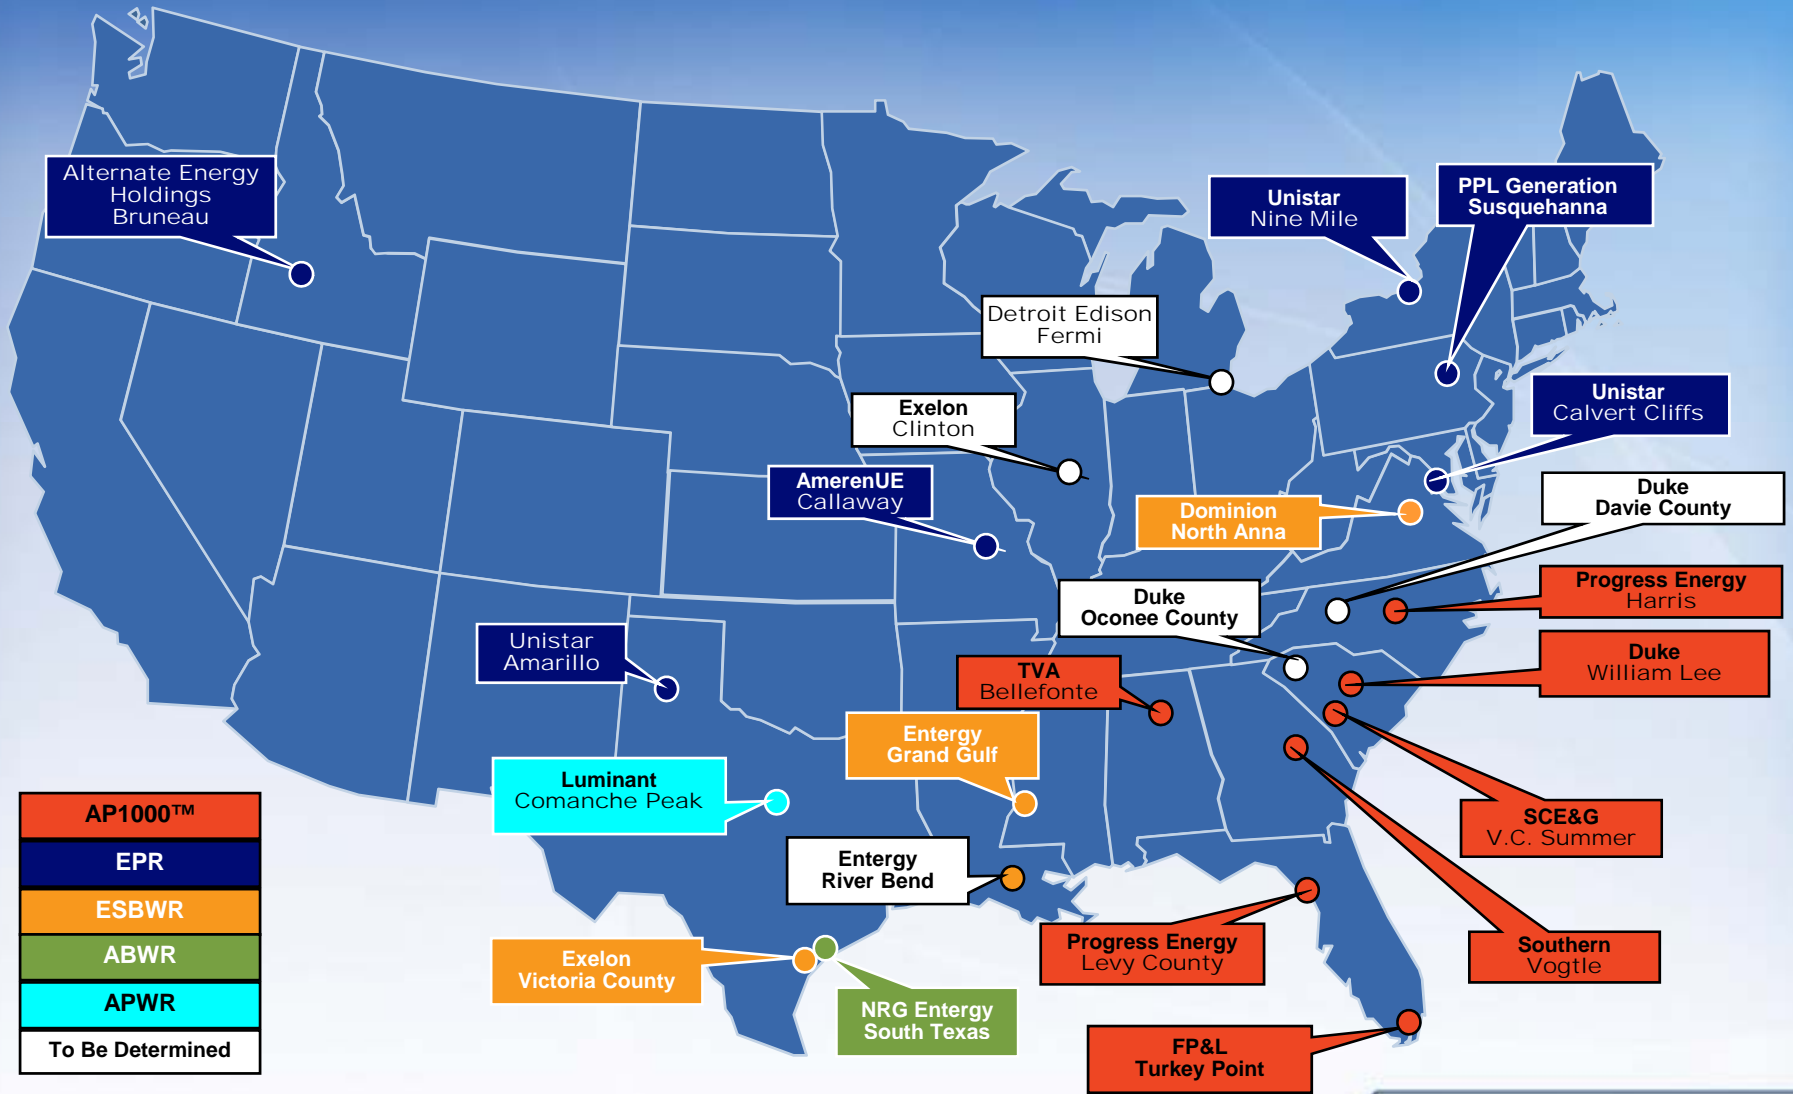 Alternate Energy
Holdings
Bruneau
Unistar
Nine Mile
PPL Generation
Susquehanna
Detroit Edison
Fermi
Unistar
Calvert Cliffs
Exelon
Clinton
AmerenUE
Callaway
Dominion
North Anna
Duke
Davie County
Progress Energy
Harris
Duke
Oconee County
Unistar
Amarillo
TVA
Bellefonte
Duke
William Lee
Entergy
Grand Gulf
Luminant
Comanche Peak
SCE&G
V.C. Summer
Entergy
River Bend
Progress Energy
Levy County
Southern
Vogtle
Exelon
Victoria County
NRG Entergy
South Texas
FP&L
Turkey Point
AP1000™
EPR
ESBWR
ABWR
APWR
To Be Determined